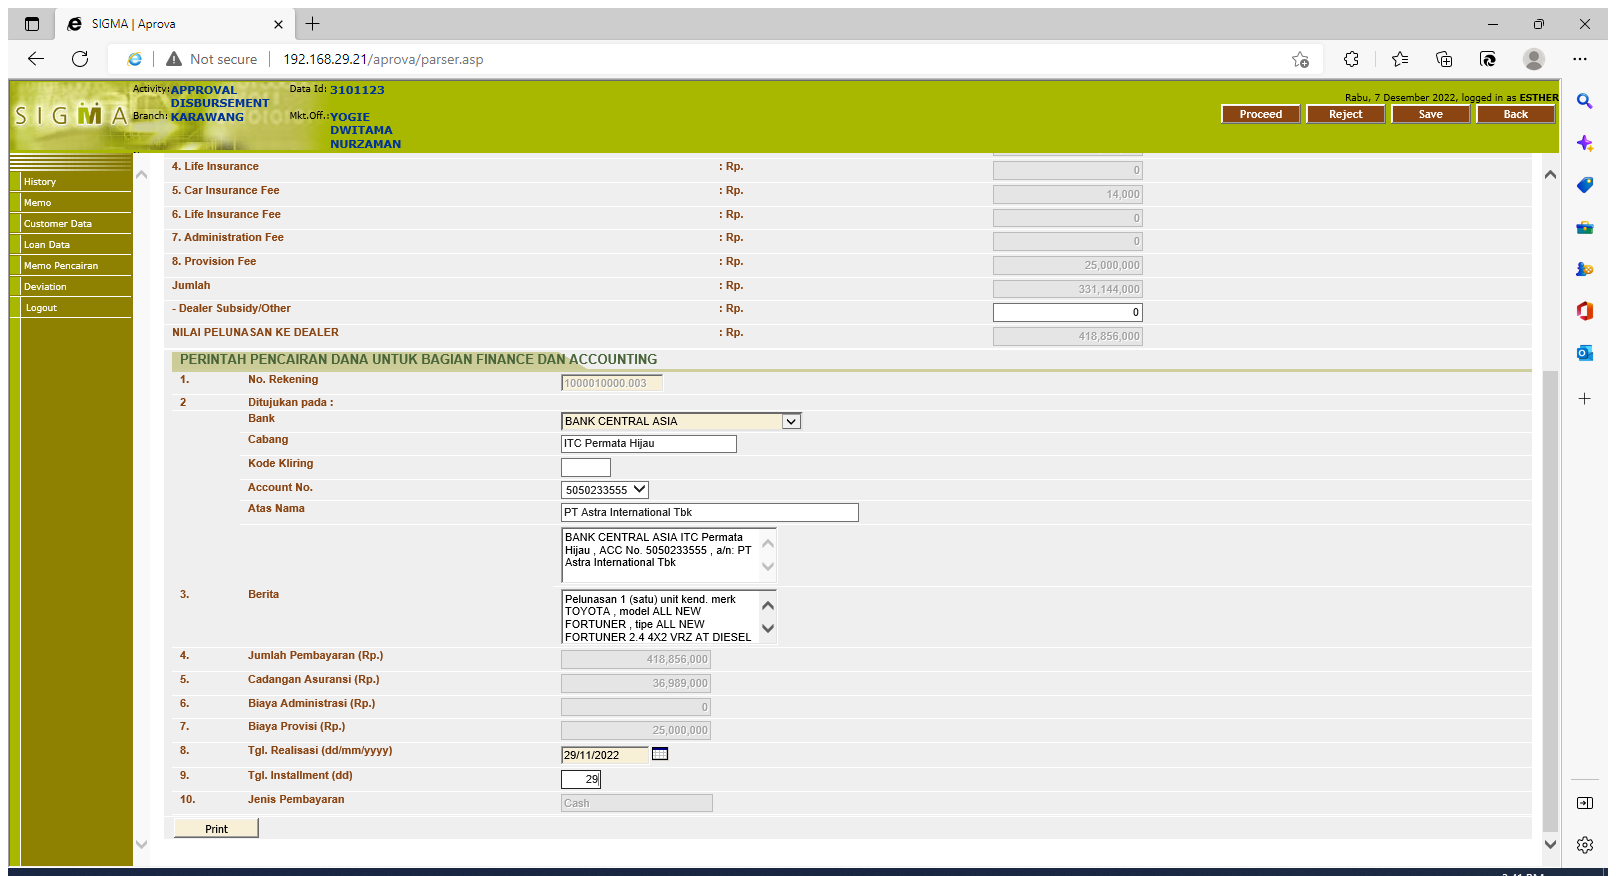 SIGMA | Aprova
Not secure
192.168.29.21/aprova/parser.asp
SIGMA
Activity: APPROVAL DISBURSEMENT
Data Id: 3101123
Branch: KARAWANG
Mkt.Off.: YOGIE DWITAMA NURZAMAN
Rabu, 7 Desember 2022, logged in as ESTHER
Proceed
Reject
Save
Back
History
Memo
Customer Data
Loan Data
Memo Pencairan
Deviation
Logout
4. Life Insurance : Rp. 0
5. Car Insurance Fee : Rp. 14,000
6. Life Insurance Fee : Rp. 0
7. Administration Fee : Rp. 0
8. Provision Fee : Rp. 25,000,000
Jumlah : Rp. 331,144,000
- Dealer Subsidy/Other : Rp. 0
NILAI PELUNASAN KE DEALER : Rp. 418,856,000
PERINTAH PENCAIRAN DANA UNTUK BAGIAN FINANCE DAN ACCOUNTING
1. No. Rekening 1000010000.003
2 Ditujukan pada :
Bank BANK CENTRAL ASIA
Cabang ITC Permata Hijau
Kode Kliring
Account No. 5050233555
Atas Nama PT Astra International Tbk
BANK CENTRAL ASIA ITC Permata
Hijau , ACC No. 5050233555 , a/n: PT
Astra International Tbk
3. Berita Pelunasan 1 (satu) unit kend. merk
TOYOTA , model ALL NEW
FORTUNER , tipe ALL NEW
FORTUNER 2.4 4X2 VRZ AT DIESEL
4. Jumlah Pembayaran (Rp.) 418,856,000
5. Cadangan Asuransi (Rp.) 36,989,000
6. Biaya Administrasi (Rp.) 0
7. Biaya Provisi (Rp.) 25,000,000
8. Tgl. Realisasi (dd/mm/yyyy) 29/11/2022
9. Tgl. Installment (dd) 29
10. Jenis Pembayaran Cash
Print